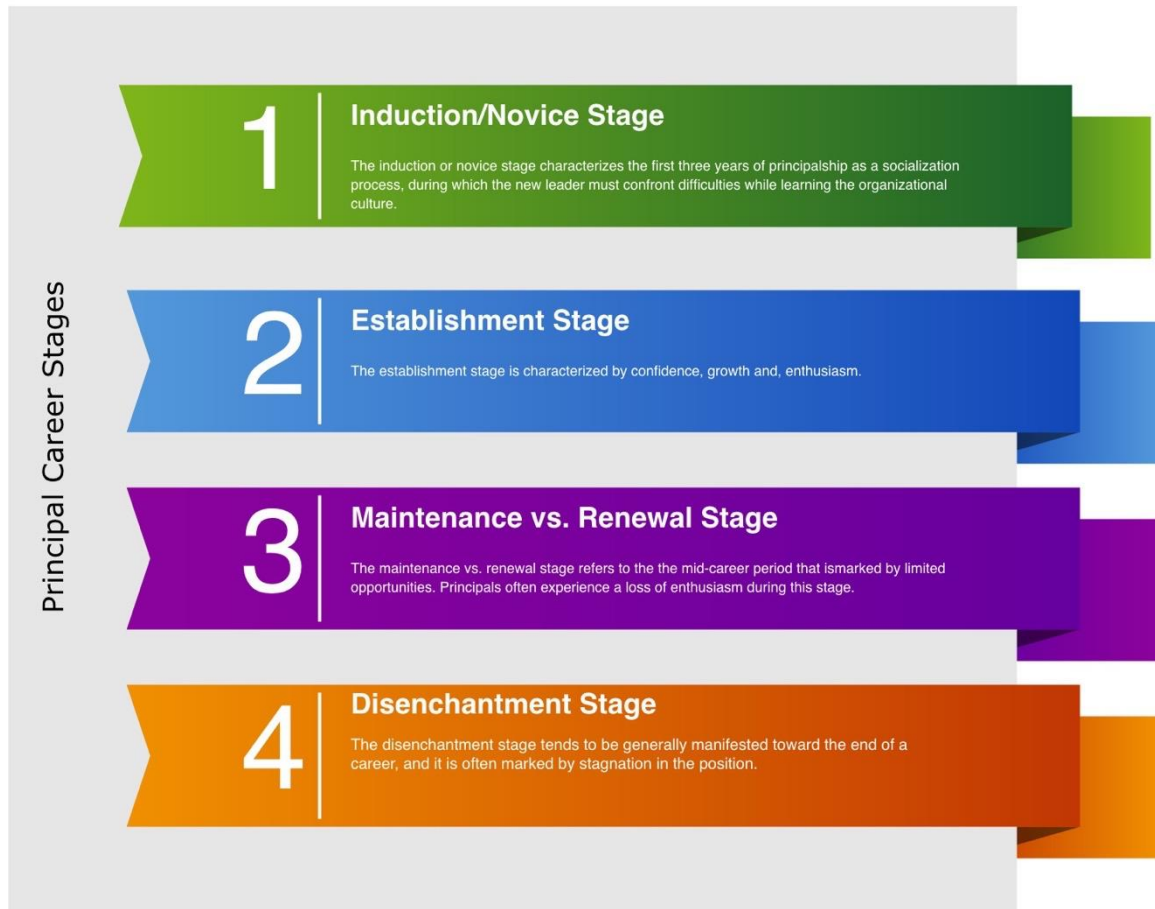 Principal Career Stages
1
Induction/Novice Stage
The induction or novice stage characterizes the first three years of principalship as a socialization
process, during which the new leader must confront difficulties while learning the organizational
culture.
2
Establishment Stage
The establishment stage is characterized by confidence, growth and, enthusiasm.
3
Maintenance vs. Renewal Stage
The maintenance vs. renewal stage refers to the the mid-career period that ismarked by limited
opportunities. Principals often experience a loss of enthusiasm during this stage.
4
Disenchantment Stage
The disenchantment stage tends to be generally manifested toward the end of a
career, and it is often marked by stagnation in the position.